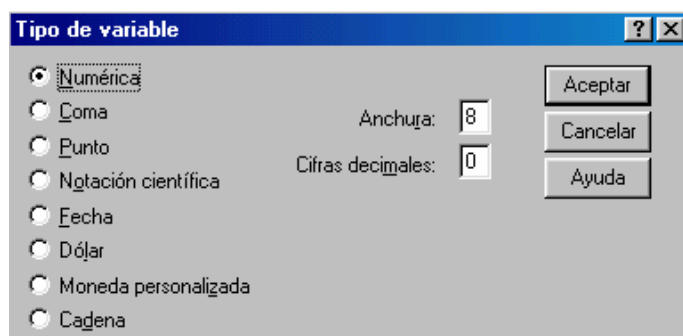 Tipo de variable
Numérica
Coma
Punto
Notación científica
Fecha
Dólar
Moneda personalizada
Cadena
Anchura: 8
Cifras decimales: 0
Aceptar
Cancelar
Ayuda